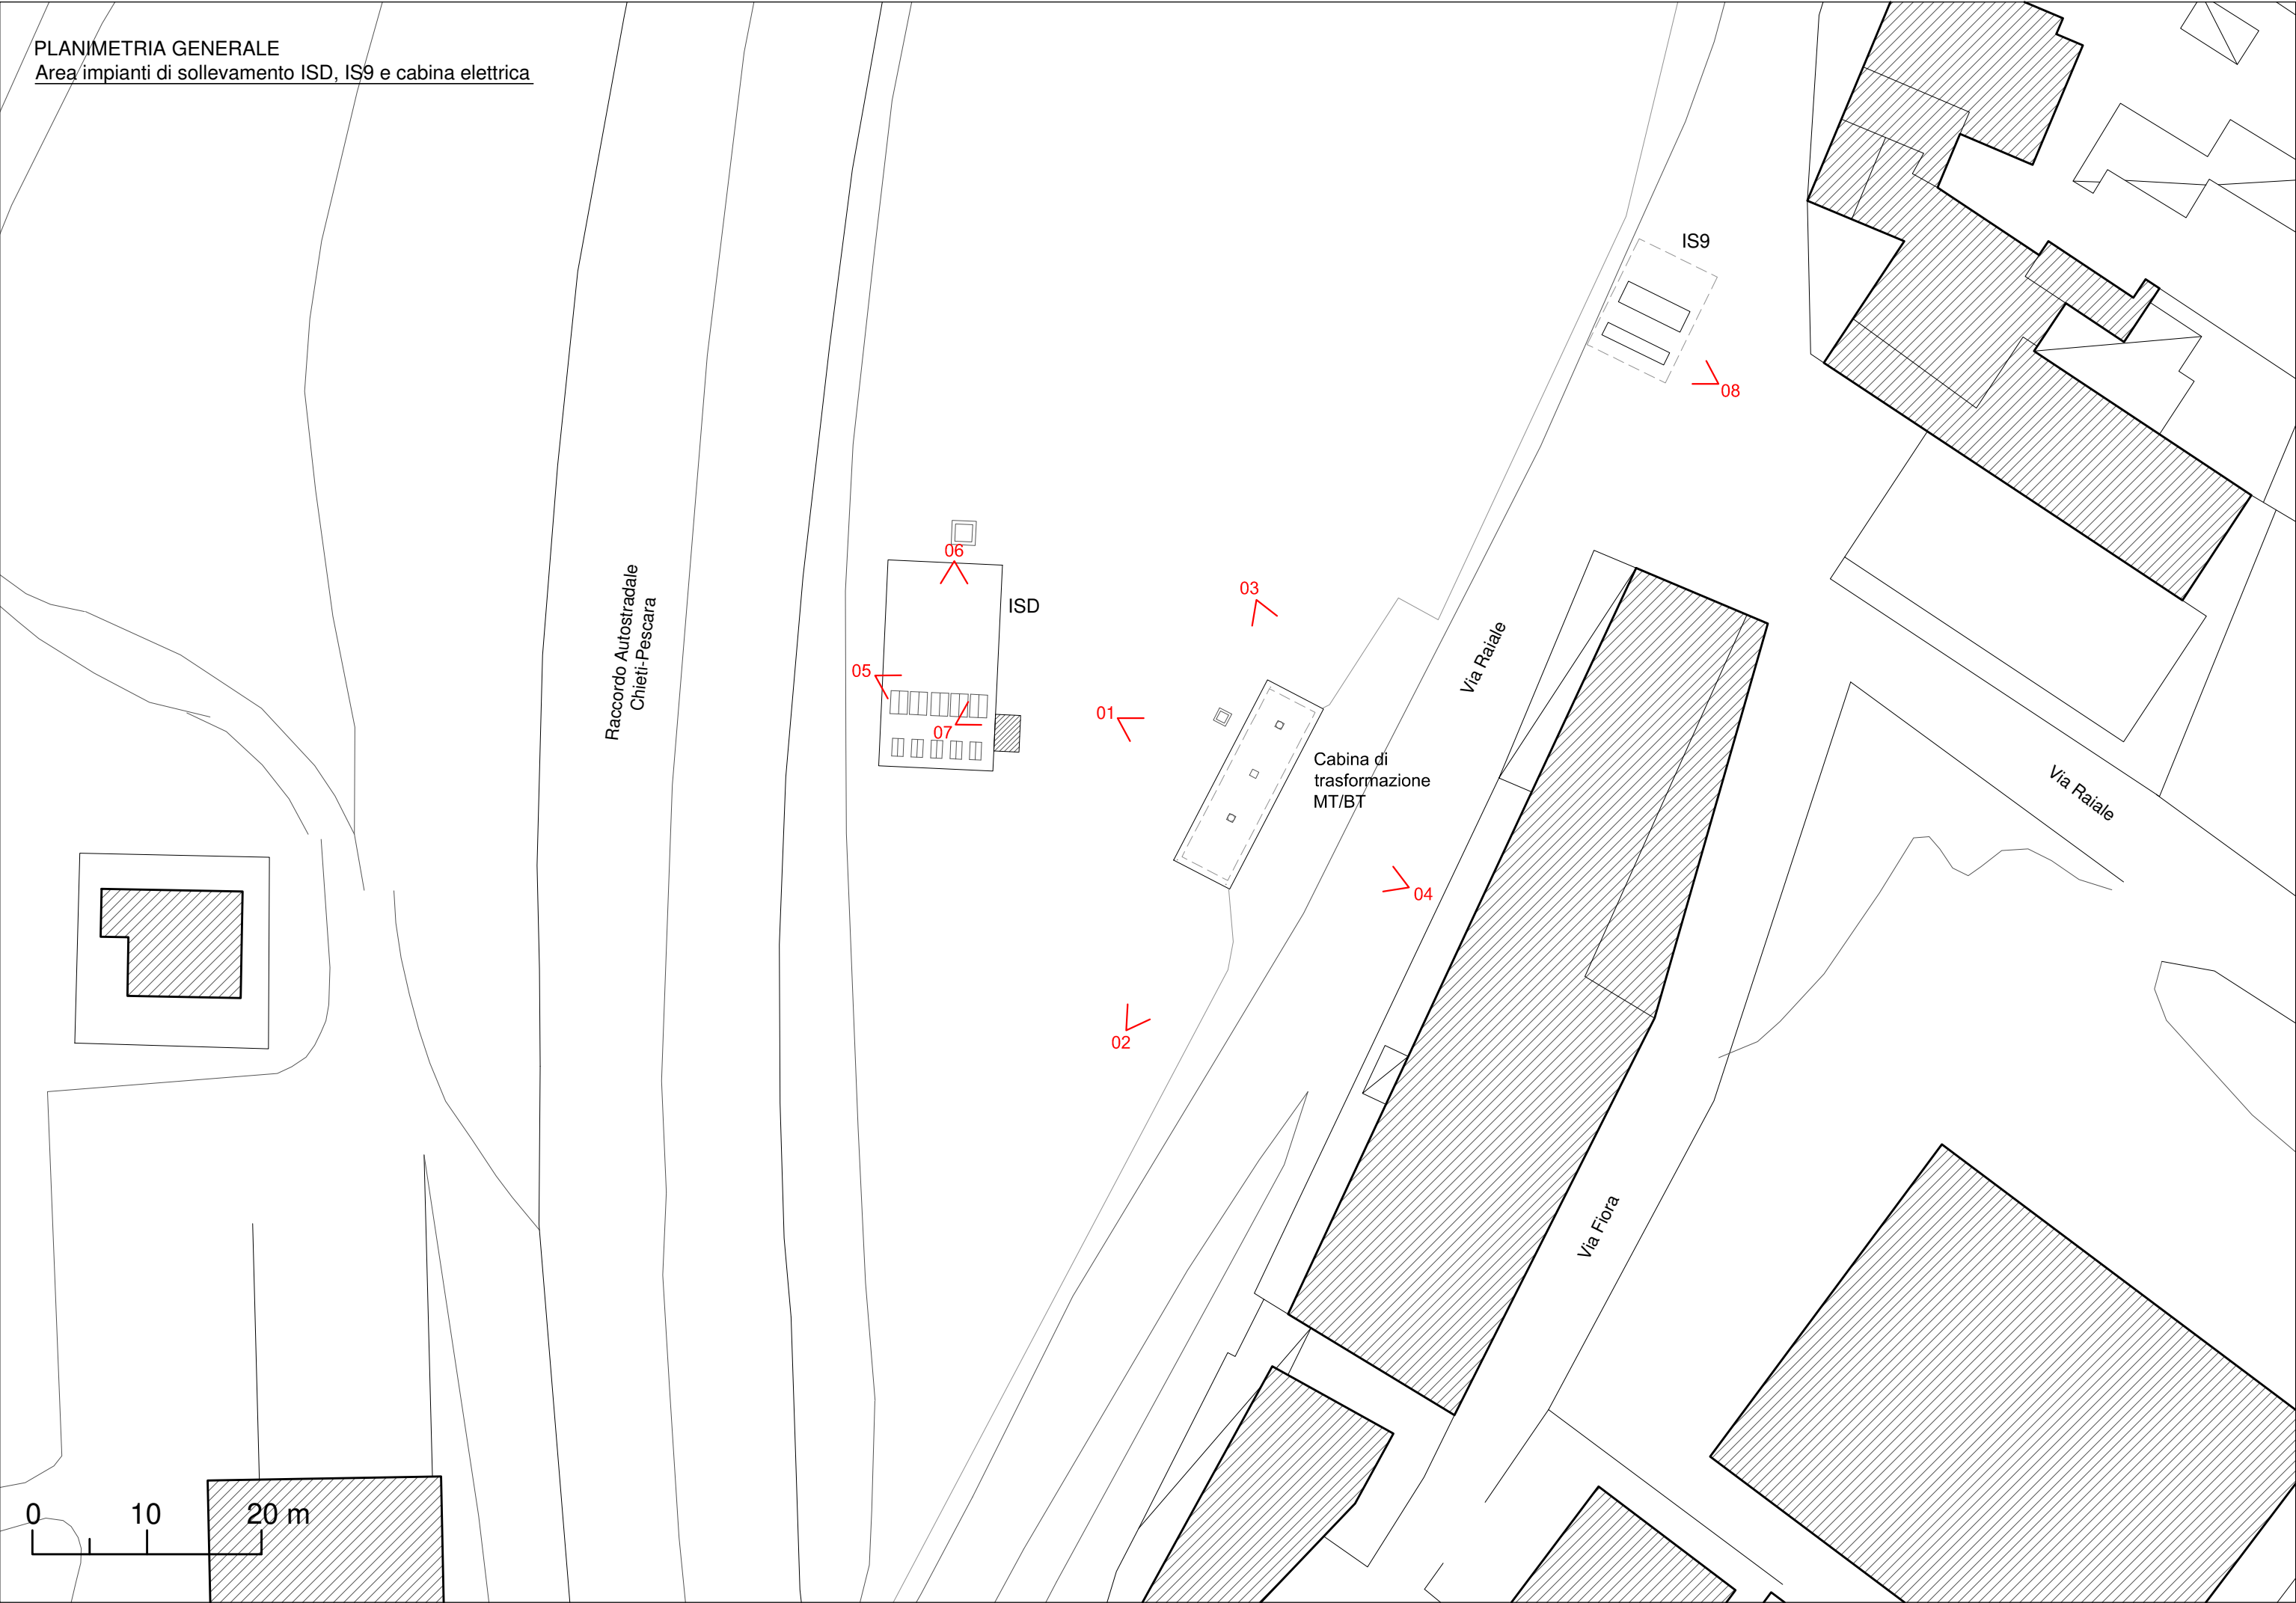 PLANIMETRIA GENERALE
Area impianti di sollevamento ISD, IS9 e cabina elettrica
IS9
08
06
03
ISD
05
01
07
Raccordo Autostradale
Chieti-Pescara
Via Raiale
Cabina di
trasformazione
MT/BT
Via Raiale
04
02
Via Fiora
0 10 20 m